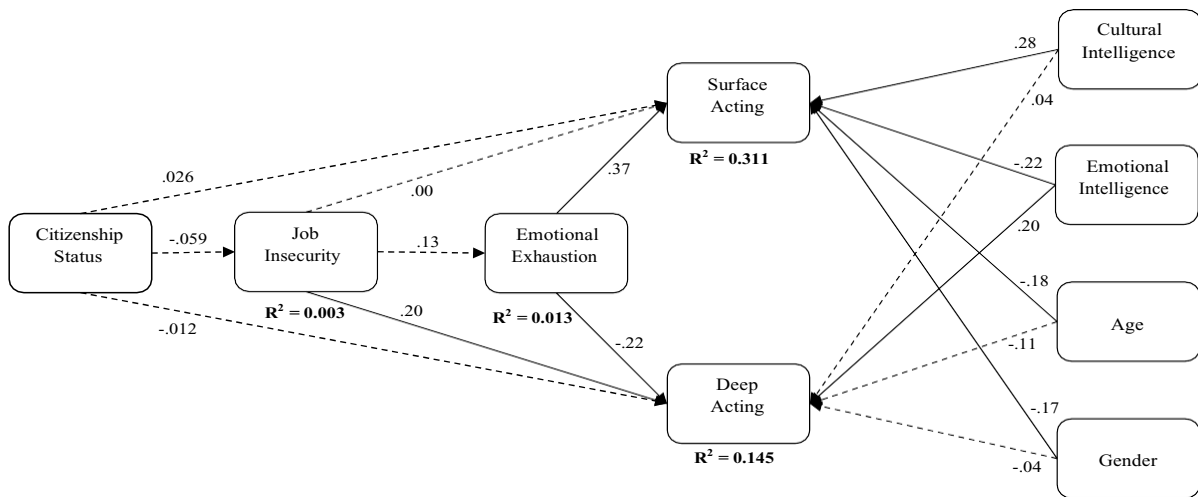 Cultural
Intelligence
.28
.04
Surface
Acting
R² = 0.311
-.22
Emotional
Intelligence
.20
.026
.37
.00
Citizenship
Status
-.059
Job
Insecurity
.13
Emotional
Exhaustion
R² = 0.003
R² = 0.013
-.012
.20
-.22
-.18
Age
-.11
Deep
Acting
R² = 0.145
-.17
-.04
Gender